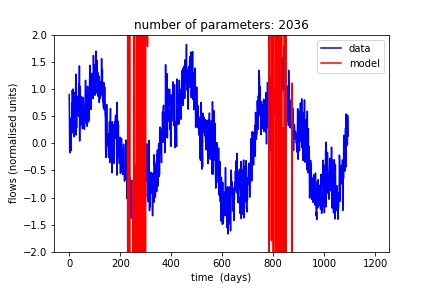 number of parameters: 2036
2.0
1.5
1.0
0.5
0.0
−0.5
−1.0
−1.5
−2.0
flows (normalised units)
data
model
0 200 400 600 800 1000 1200
time (days)